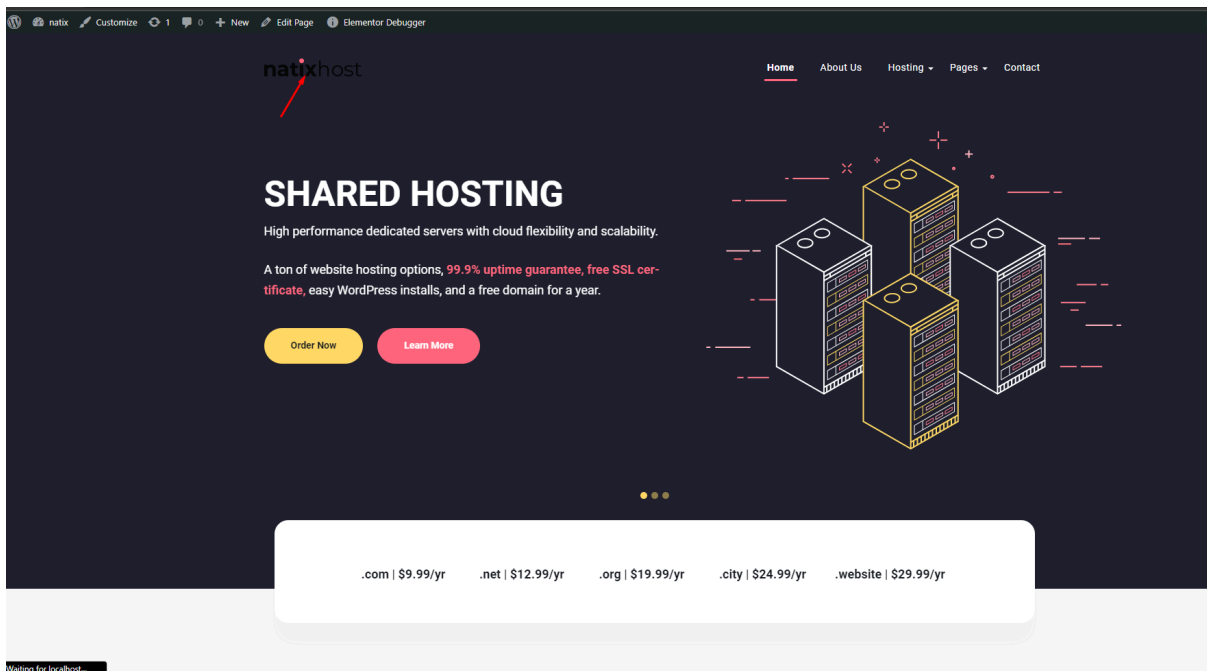 natix Customize 1 0 New Edit Page Elementor Debugger
natixhost
Home About Us Hosting Pages Contact
SHARED HOSTING
High performance dedicated servers with cloud flexibility and scalability.
A ton of website hosting options, 99.9% uptime guarantee, free SSL cer-
tificate, easy WordPress installs, and a free domain for a year.
Order Now Learn More
.com | $9.99/yr .net | $12.99/yr .org | $19.99/yr .city | $24.99/yr .website | $29.99/yr
Waiting for localhost...